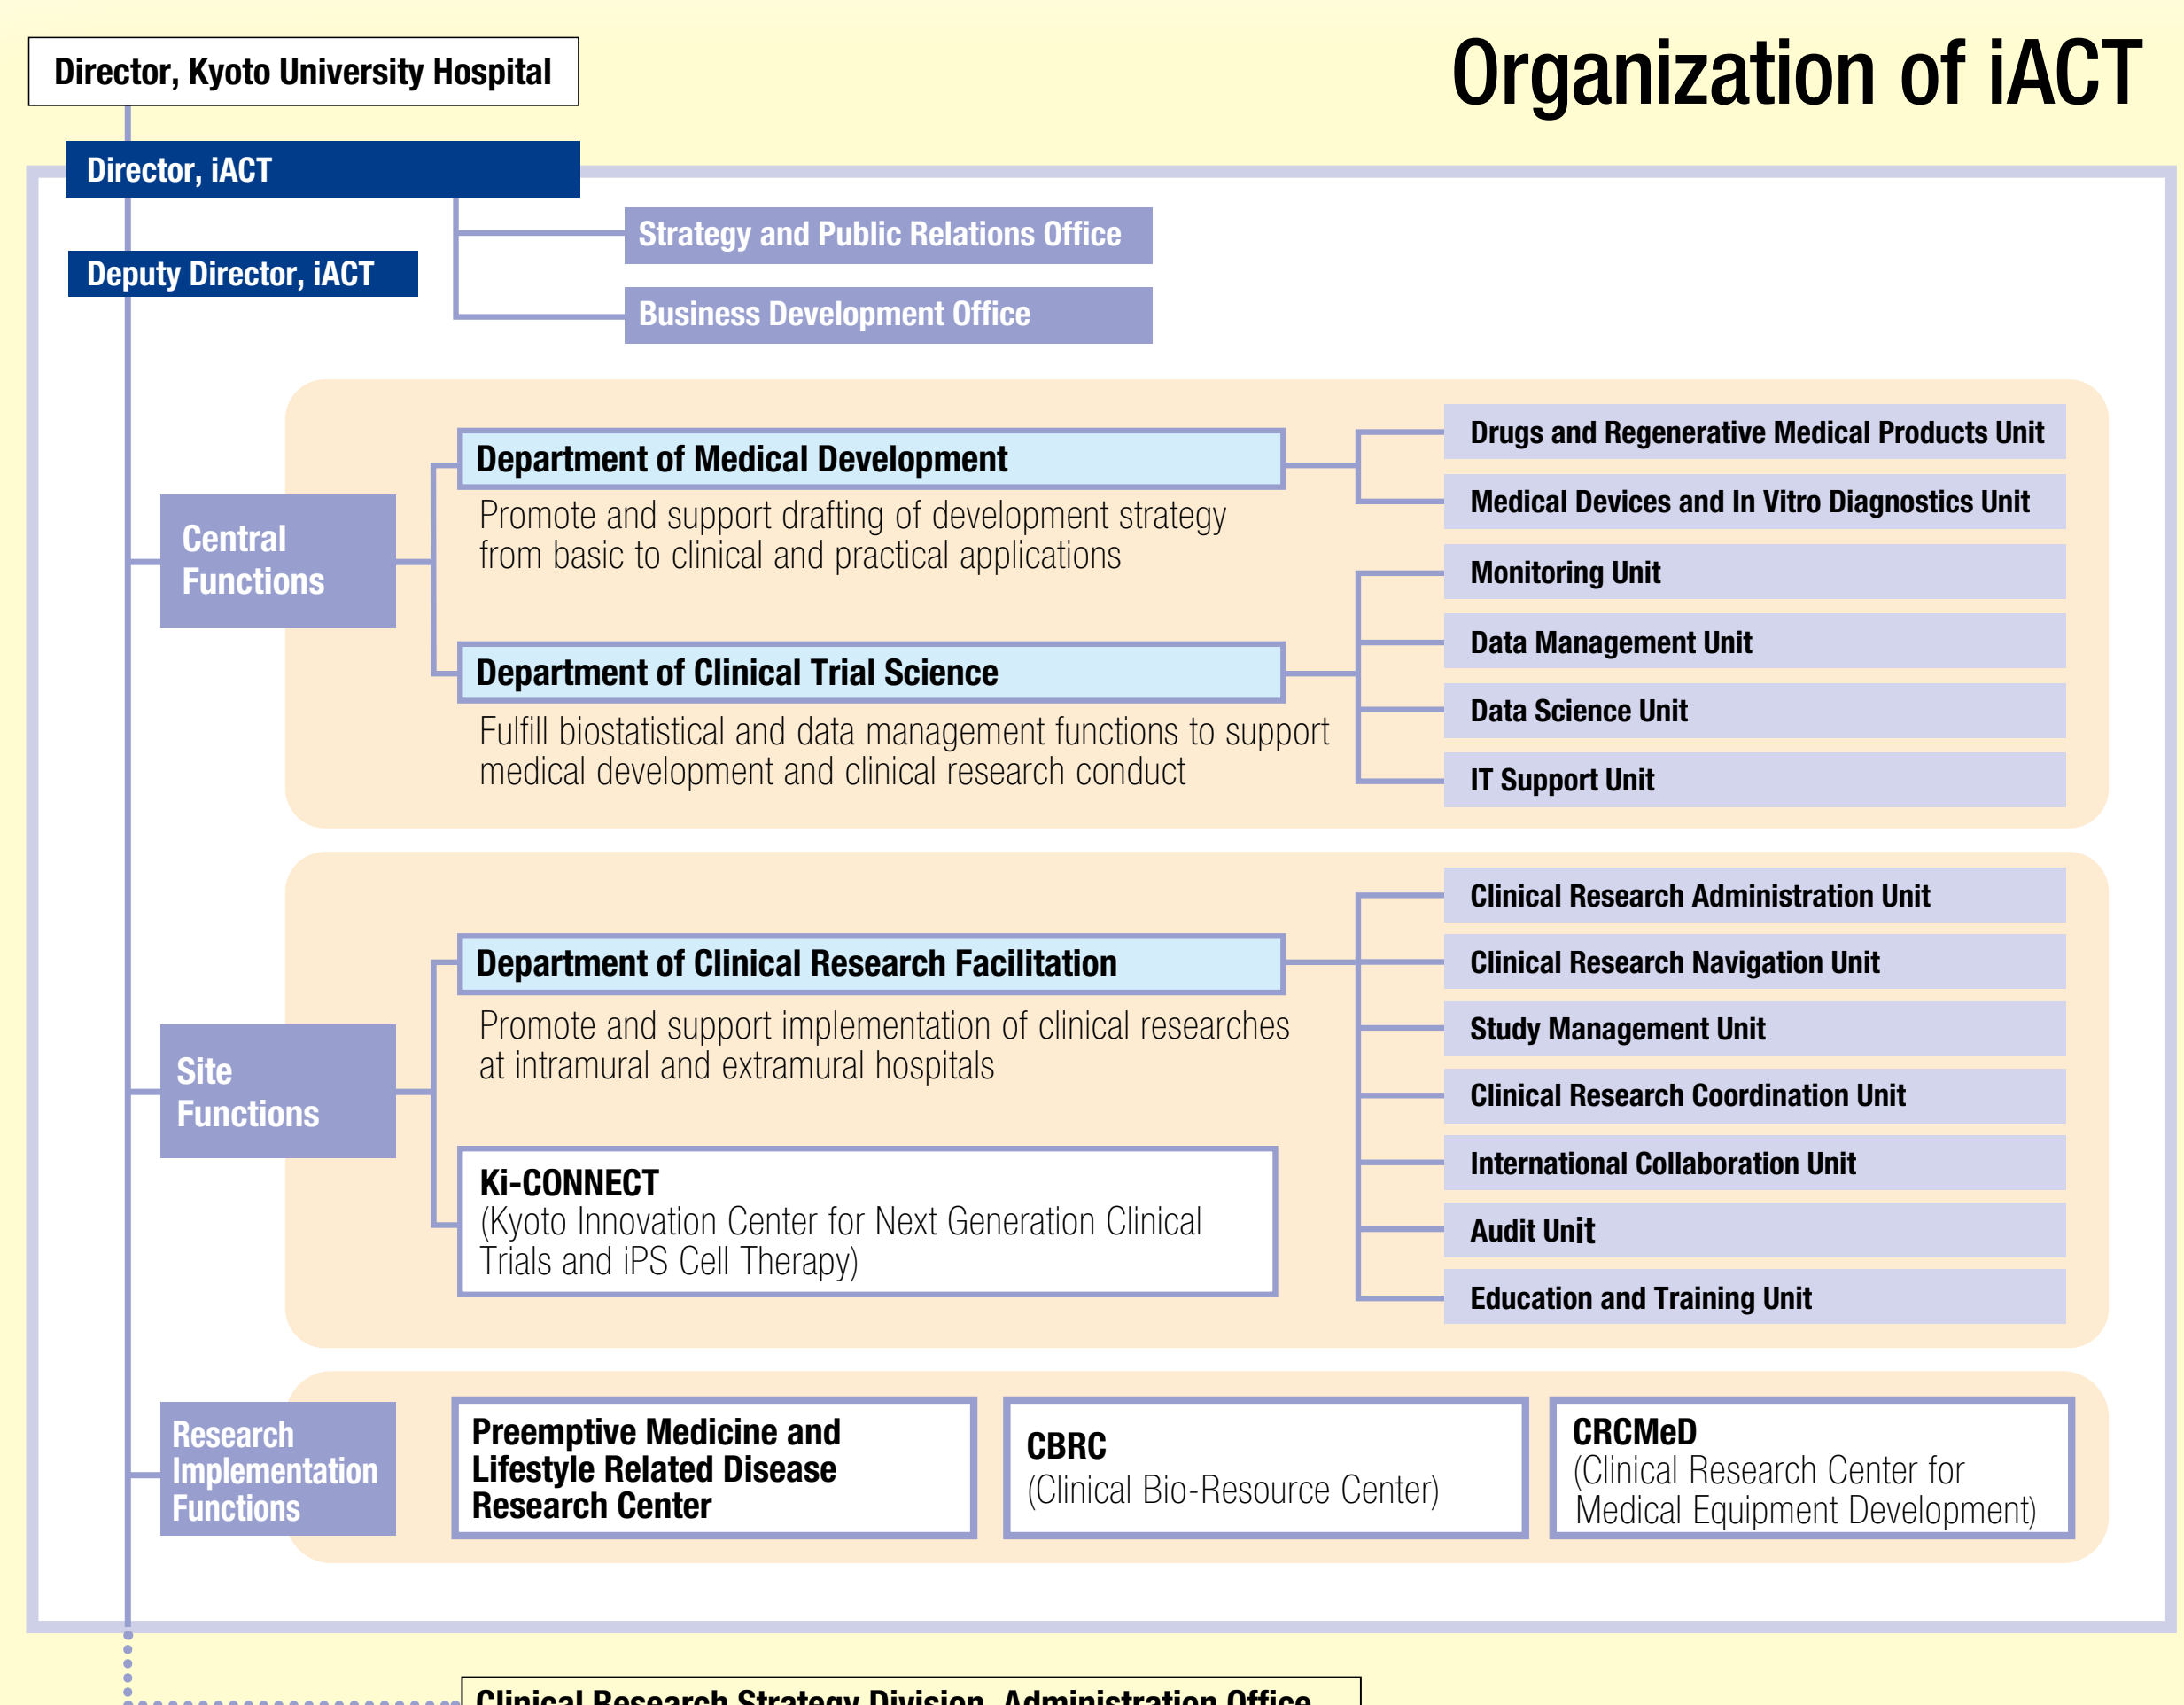 Organization of iACT
Director, Kyoto University Hospital
Director, iACT
Strategy and Public Relations Office
Deputy Director, iACT
Business Development Office
Central
Functions
Department of Medical Development
Promote and support drafting of development strategy
from basic to clinical and practical applications
Drugs and Regenerative Medical Products Unit
Medical Devices and In Vitro Diagnostics Unit
Department of Clinical Trial Science
Fulfill biostatistical and data management functions to support
medical development and clinical research conduct
Monitoring Unit
Data Management Unit
Data Science Unit
IT Support Unit
Site
Functions
Department of Clinical Research Facilitation
Promote and support implementation of clinical researches
at intramural and extramural hospitals
Clinical Research Administration Unit
Clinical Research Navigation Unit
Study Management Unit
Clinical Research Coordination Unit
International Collaboration Unit
Audit Unit
Education and Training Unit
Ki-CONNECT
(Kyoto Innovation Center for Next Generation Clinical
Trials and iPS Cell Therapy)
Research
Implementation
Functions
Preemptive Medicine and
Lifestyle Related Disease
Research Center
CBRC
(Clinical Bio-Resource Center)
CRCMeD
(Clinical Research Center for
Medical Equipment Development)
Clinical Research Strategy Division, Administration Office